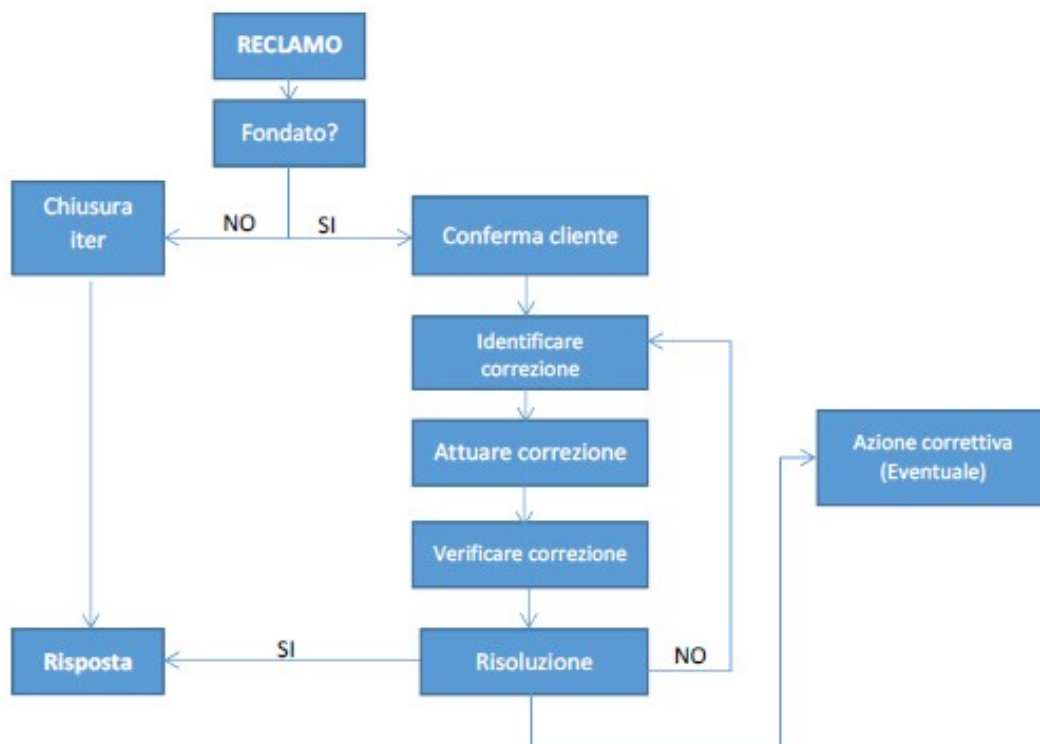 RECLAMO
Fondato?
Chiusura
iter
NO
SI
Conferma cliente
Identificare
correzione
Attuare correzione
Azione correttiva
(Eventuale)
Verificare correzione
Risposta
SI
Risoluzione
NO